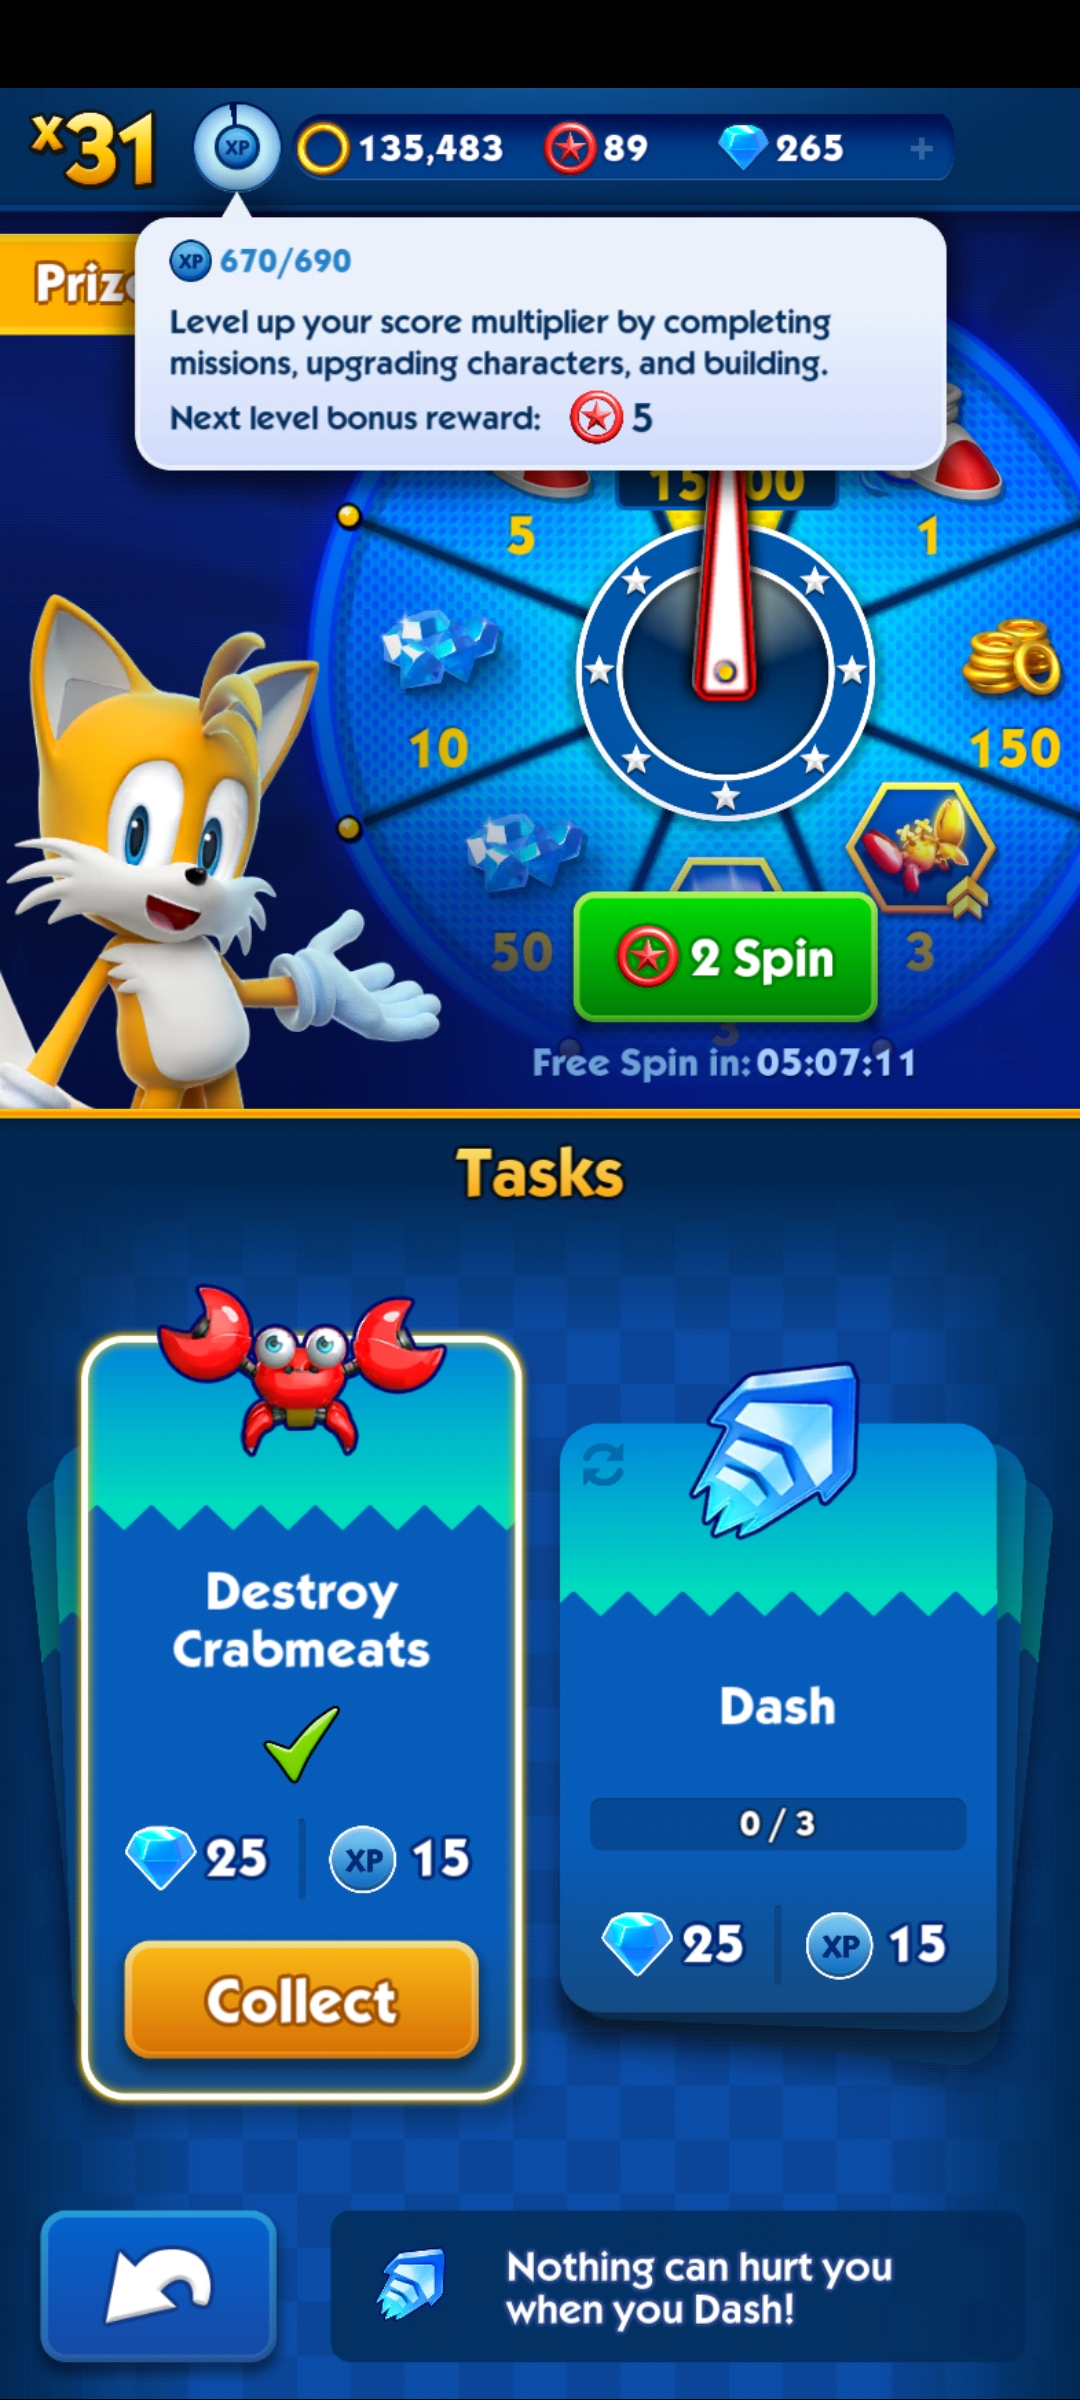 x31
XP
135,483
89
265
+
XP 670/690
Level up your score multiplier by completing
missions, upgrading characters, and building.
Next level bonus reward: 5
5
1
10
150
50
3
2 Spin
3
Free Spin in: 05:07:11
Tasks
Destroy
Crabmeats
25
XP 15
Collect
Dash
0 / 3
25
XP 15
Nothing can hurt you
when you Dash!